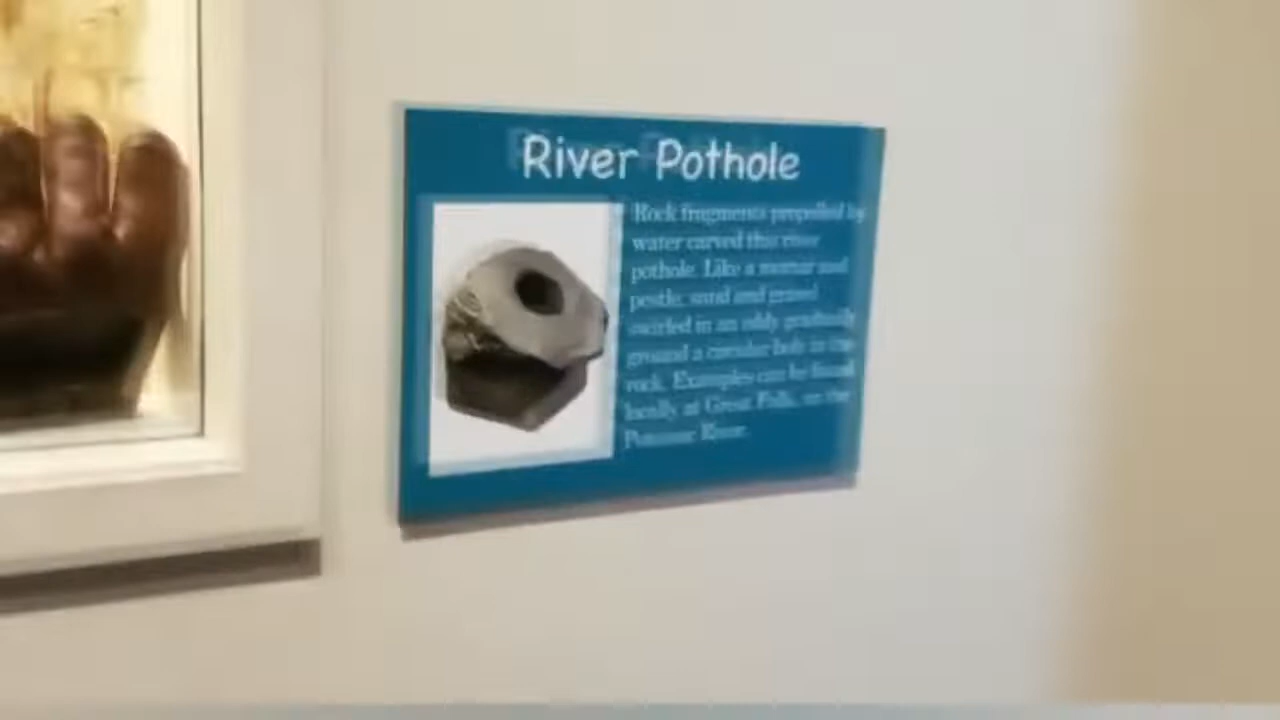 River Pothole
Rock fragments propelled by
water carved this river
pothole. Like a mortar and
pestle, sand and gravel
swirled in an eddy gradually
ground a circular hole in the
rock. Examples can be found
locally at Great Falls, on the
Potomac River.